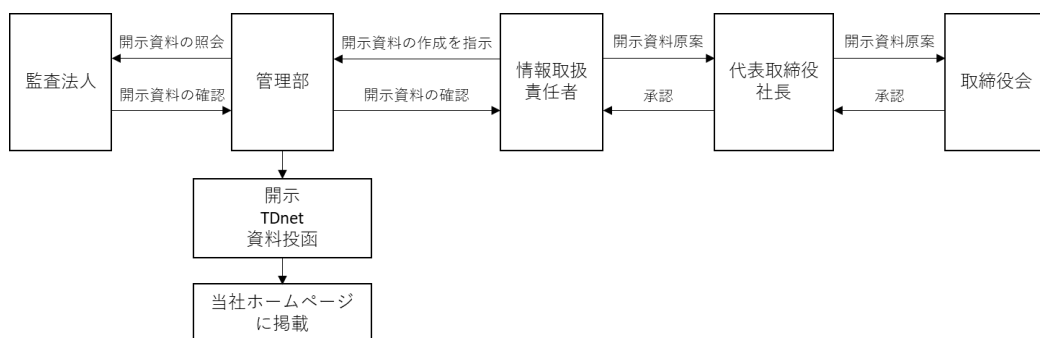 開示資料の照会
開示資料の作成を指示
開示資料原案
開示資料原案
監査法人
管理部
情報取扱
責任者
代表取締役
社長
取締役会
開示資料の確認
開示資料の確認
承認
承認
開示
TDnet
資料投函
当社ホームページ
に掲載